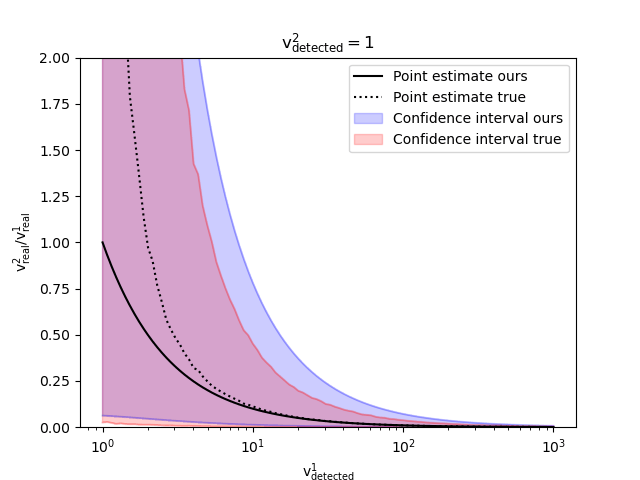 v²detected = 1
2.00
1.75
1.50
1.25
1.00
0.75
0.50
0.25
0.00
v²real/v¹real
Point estimate ours
Point estimate true
Confidence interval ours
Confidence interval true
10⁰ 10¹ 10² 10³
v¹detected